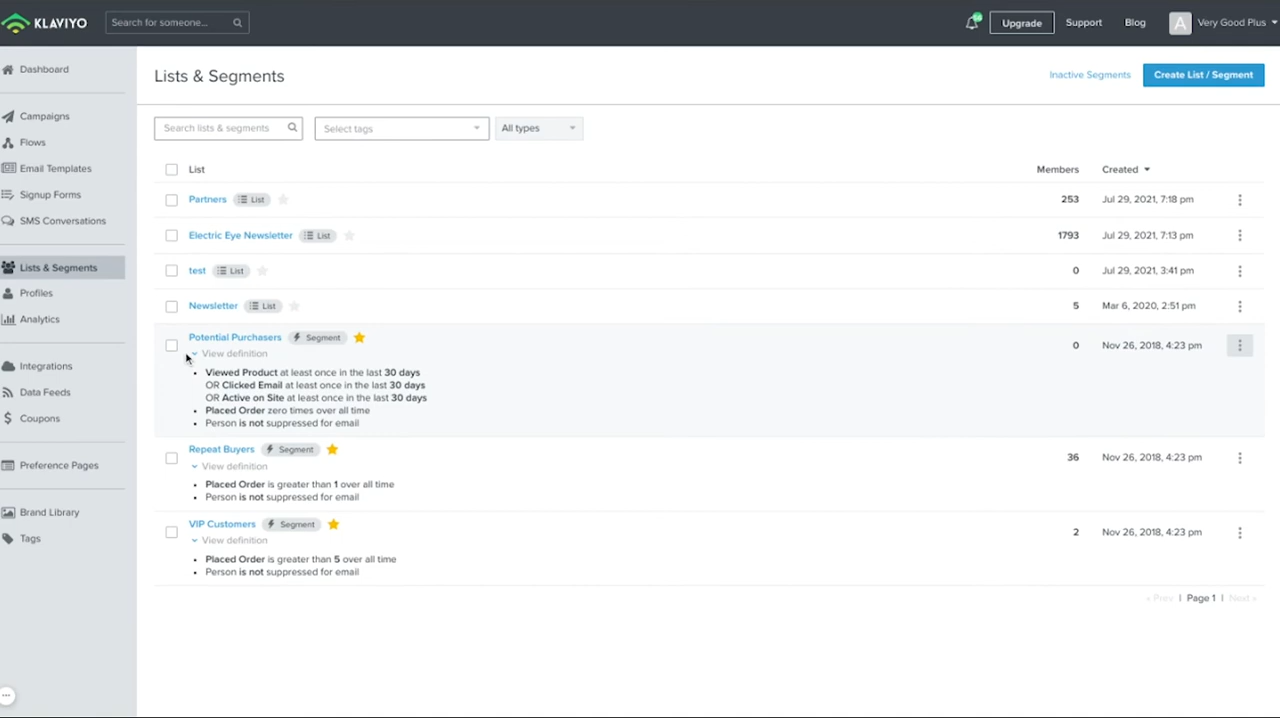 KLAVIYO
Search for someone...
Upgrade
Support
Blog
A
Very Good Plus
Dashboard
Campaigns
Flows
Email Templates
Signup Forms
SMS Conversations
Lists & Segments
Profiles
Analytics
Integrations
Data Feeds
Coupons
Preference Pages
Brand Library
Tags
Lists & Segments
Inactive Segments
Create List / Segment
Search lists & segments
Select tags
All types
List Members Created
Partners List 253 Jul 29, 2021, 7:18 pm
Electric Eye Newsletter List 1793 Jul 29, 2021, 7:13 pm
test List 0 Jul 29, 2021, 3:41 pm
Newsletter List 5 Mar 6, 2020, 2:51 pm
Potential Purchasers Segment 0 Nov 26, 2018, 4:23 pm
View definition
• Viewed Product at least once in the last 30 days
OR Clicked Email at least once in the last 30 days
OR Active on Site at least once in the last 30 days
• Placed Order zero times over all time
• Person is not suppressed for email
Repeat Buyers Segment 36 Nov 26, 2018, 4:23 pm
View definition
• Placed Order is greater than 1 over all time
• Person is not suppressed for email
VIP Customers Segment 2 Nov 26, 2018, 4:23 pm
View definition
• Placed Order is greater than 5 over all time
• Person is not suppressed for email
« Prev | Page 1 | Next »